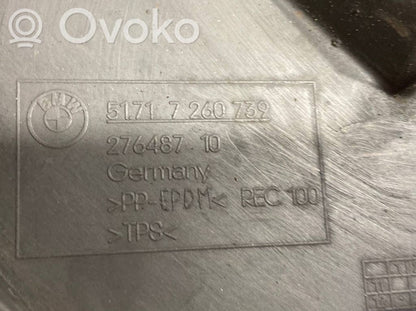 Ovoko
BMW
5171 7 260 739
276487 10
Germany
>PP-EPDM< REC 100
>TPS<